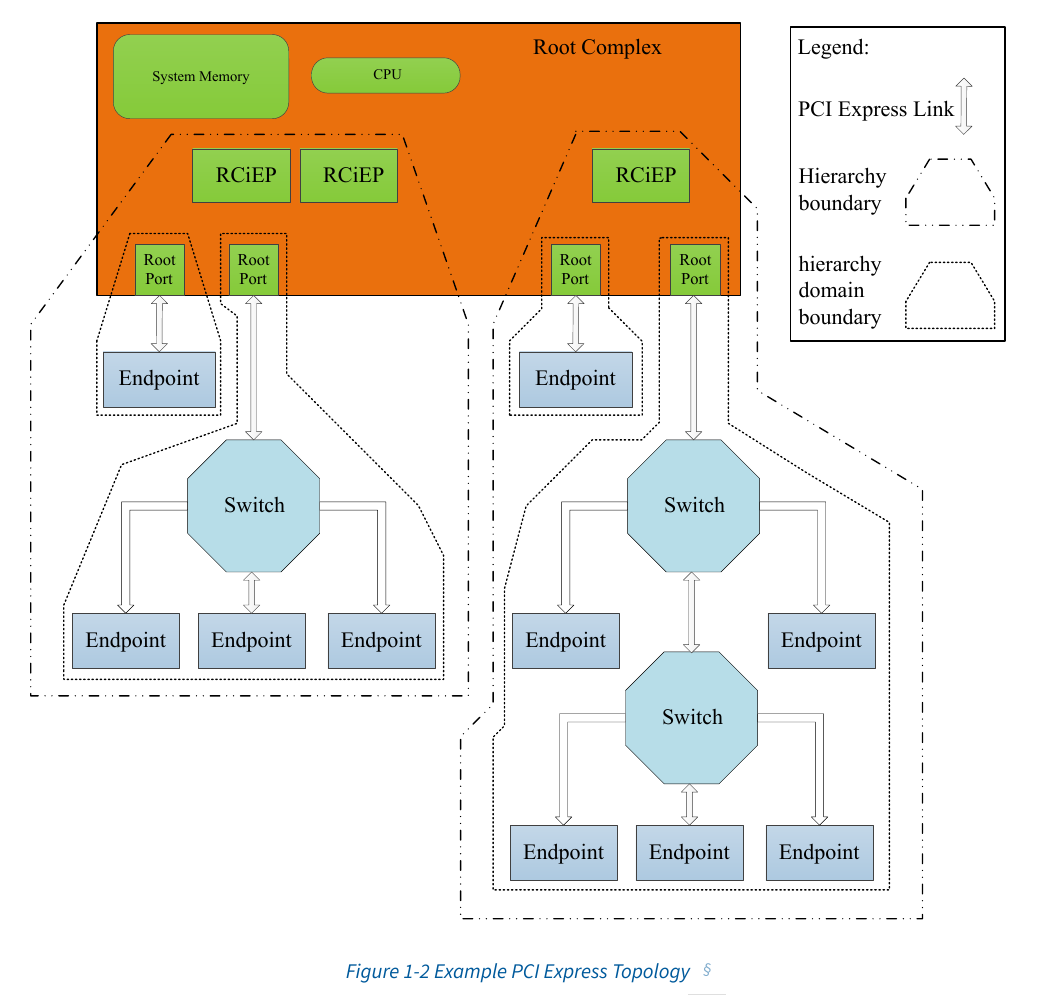 Root Complex
System Memory
CPU
RCiEP
RCiEP
RCiEP
Root
Port
Root
Port
Root
Port
Root
Port
Legend:
PCI Express Link
Hierarchy
boundary
hierarchy
domain
boundary
Endpoint
Endpoint
Switch
Switch
Endpoint
Endpoint
Endpoint
Endpoint
Endpoint
Switch
Endpoint
Endpoint
Endpoint
Figure 1-2 Example PCI Express Topology §